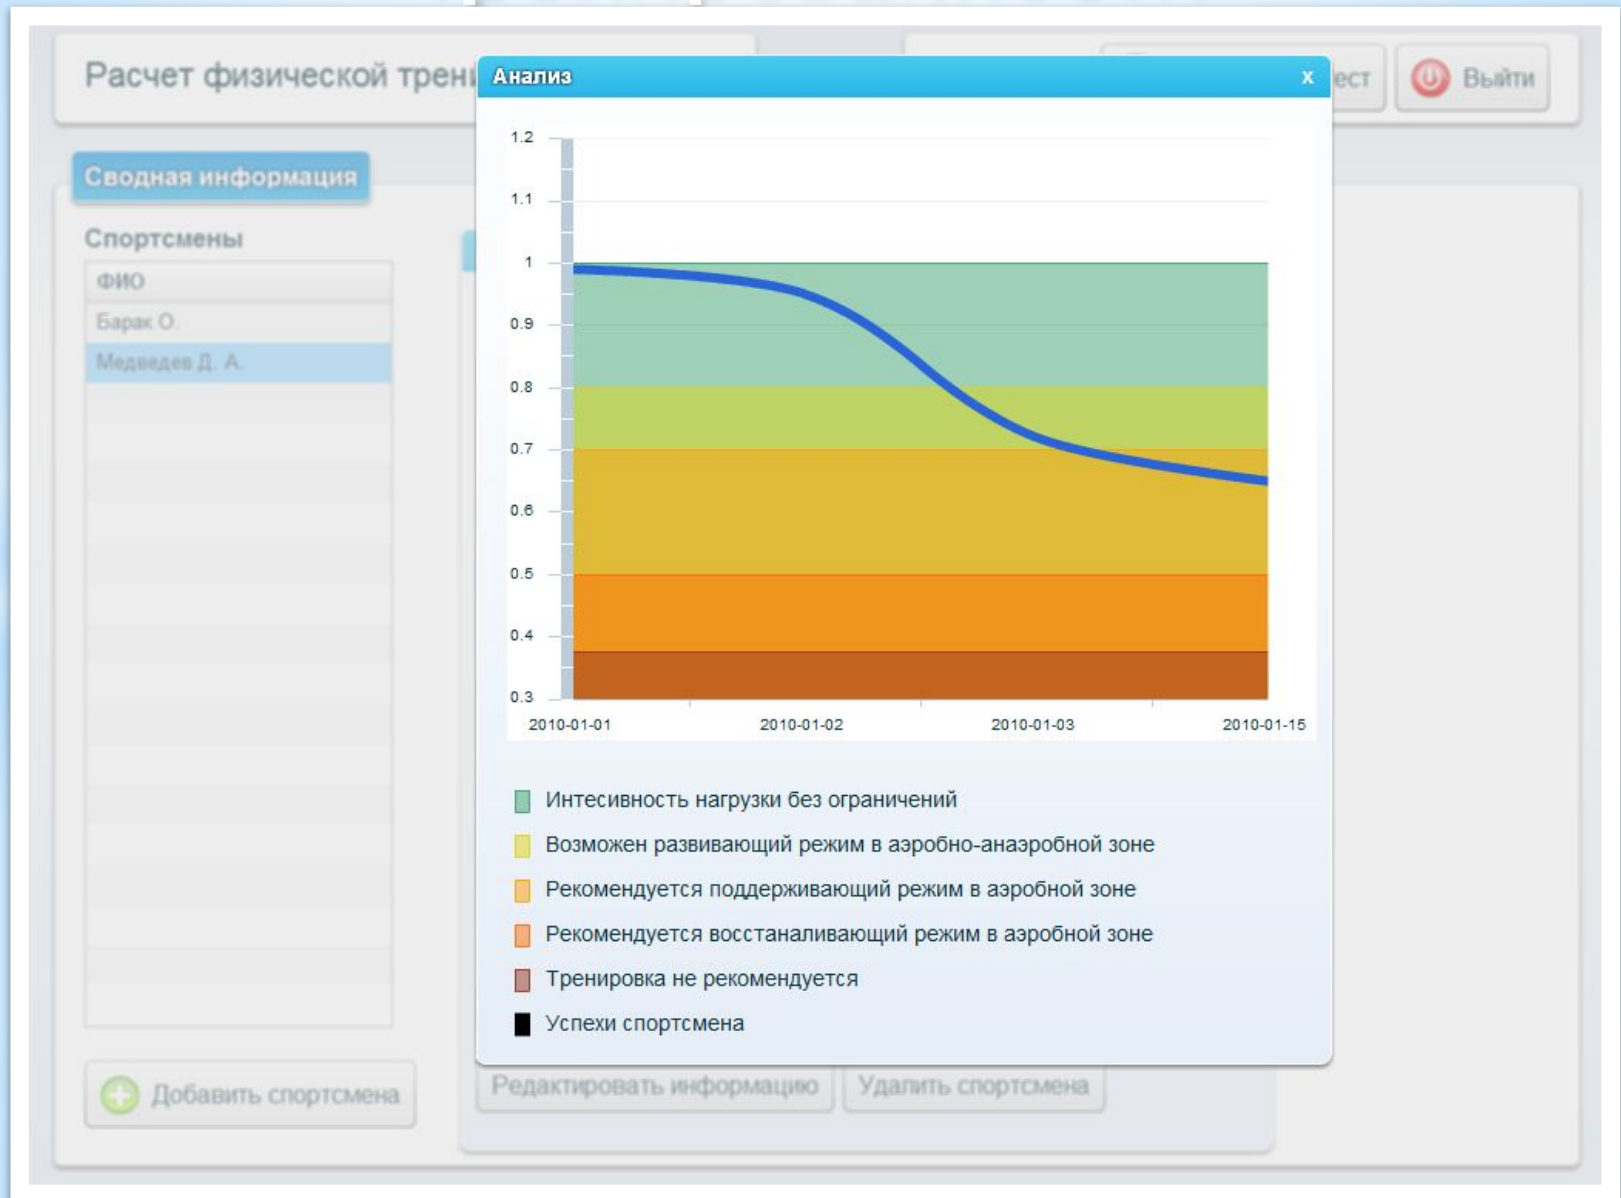 Расчет физической трен
Анализ
x
ест
Выйти
Сводная информация
Спортсмены
ФИО
Барак О.
Медведев Д. А.
1.2
1.1
1
0.9
0.8
0.7
0.6
0.5
0.4
0.3
2010-01-01
2010-01-02
2010-01-03
2010-01-15
Интесивность нагрузки без ограничений
Возможен развивающий режим в аэробно-анаэробной зоне
Рекомендуется поддерживающий режим в аэробной зоне
Рекомендуется восстаналивающий режим в аэробной зоне
Тренировка не рекомендуется
Успехи спортсмена
Добавить спортсмена
Редактировать информацию
Удалить спортсмена